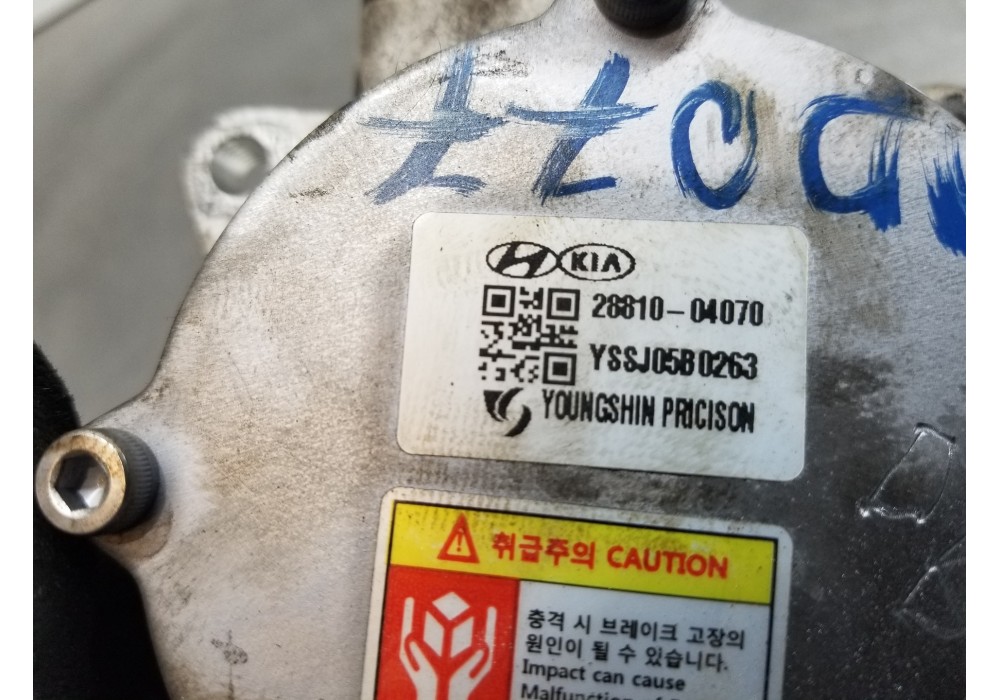 KIA
28810-04070
YSSJ05B0263
YOUNGSHIN PRICISON
취급주의 CAUTION
충격 시 브레이크 고장의
원인이 될 수 있습니다.
Impact can cause